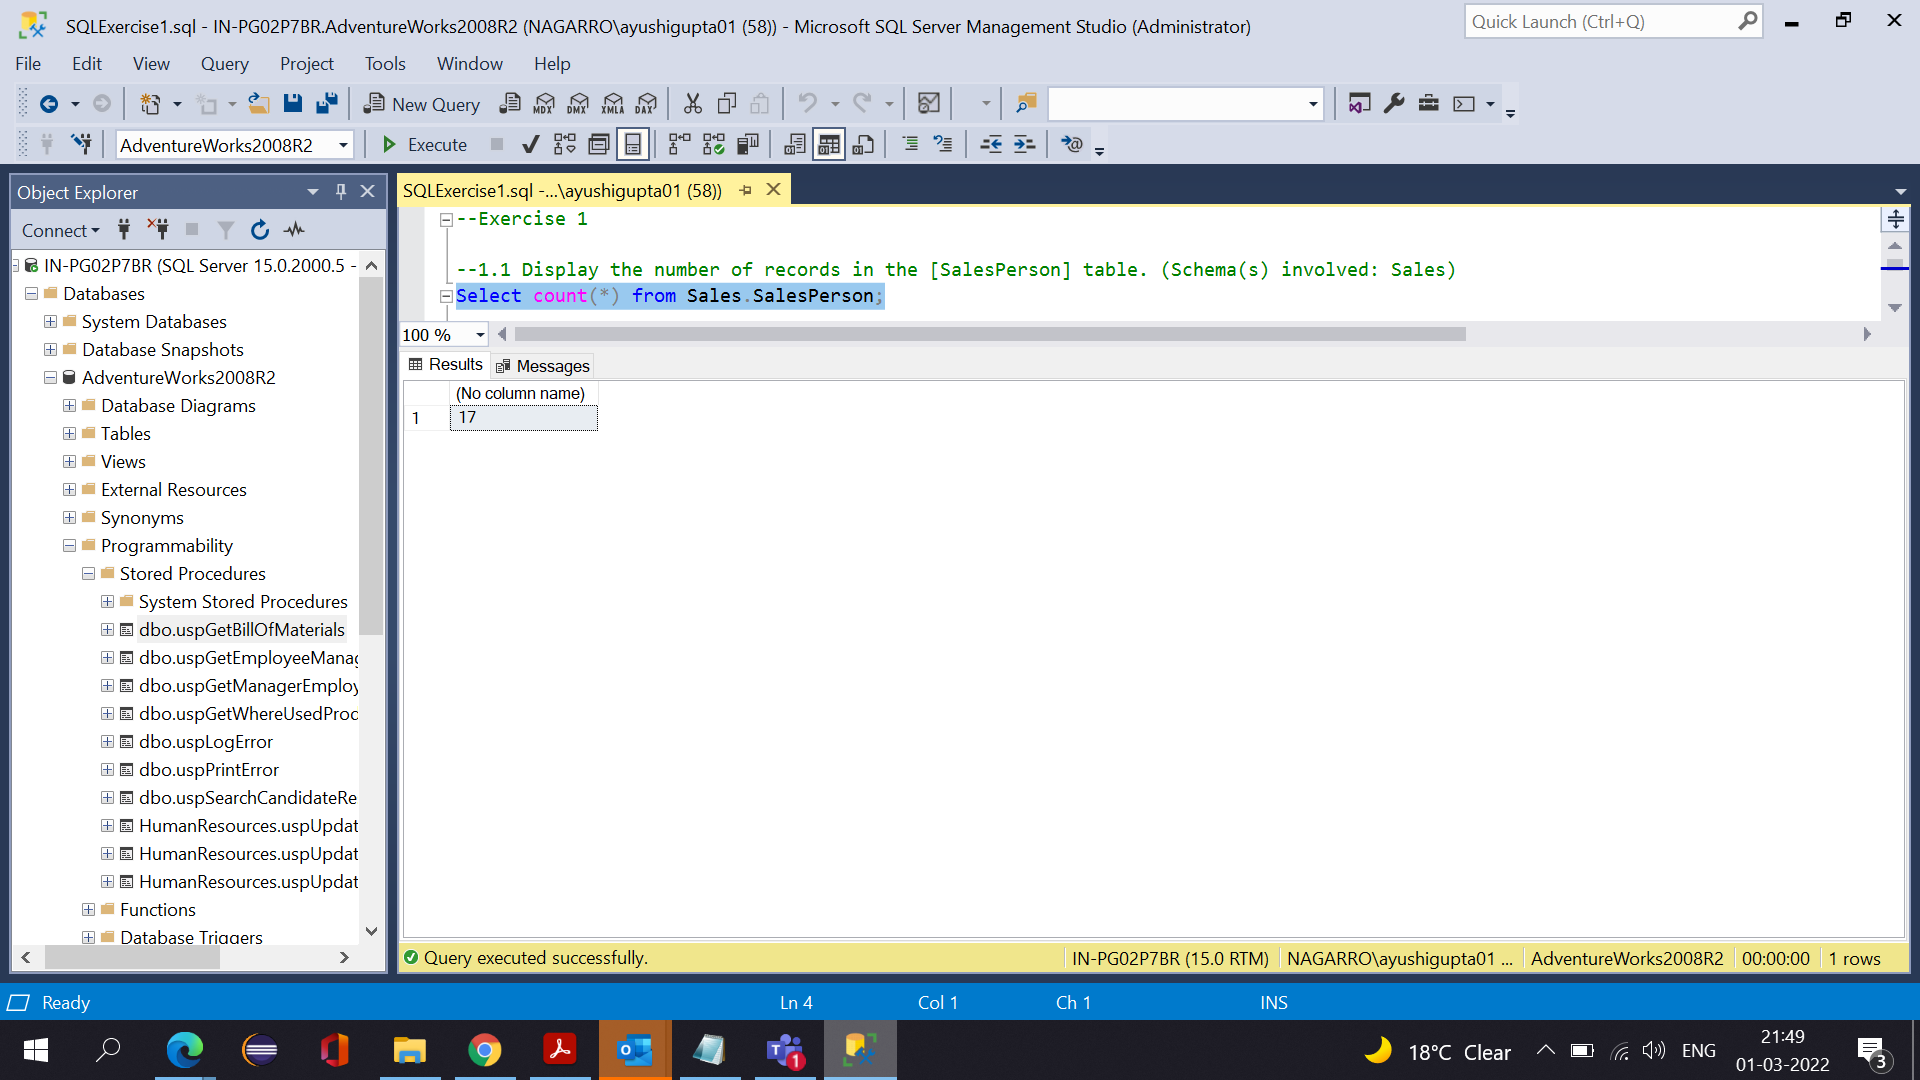 SQLExercise1.sql - IN-PG02P7BR.AdventureWorks2008R2 (NAGARRO\ayushigupta01 (58)) - Microsoft SQL Server Management Studio (Administrator)
Quick Launch (Ctrl+Q)
File Edit View Query Project Tools Window Help
New Query
MDX DMX XMLA DAX
AdventureWorks2008R2
Execute
Object Explorer
Connect
IN-PG02P7BR (SQL Server 15.0.2000.5 -
Databases
System Databases
Database Snapshots
AdventureWorks2008R2
Database Diagrams
Tables
Views
External Resources
Synonyms
Programmability
Stored Procedures
System Stored Procedures
dbo.uspGetBillOfMaterials
dbo.uspGetEmployeeManag
dbo.uspGetManagerEmploy
dbo.uspGetWhereUsedProd
dbo.uspLogError
dbo.uspPrintError
dbo.uspSearchCandidateRe
HumanResources.uspUpdat
HumanResources.uspUpdat
HumanResources.uspUpdat
Functions
Database Triggers
SQLExercise1.sql -...\ayushigupta01 (58))
--Exercise 1
--1.1 Display the number of records in the [SalesPerson] table. (Schema(s) involved: Sales)
Select count(*) from Sales.SalesPerson;
100 %
Results Messages
(No column name)
1 17
Query executed successfully.
IN-PG02P7BR (15.0 RTM) NAGARRO\ayushigupta01 ... AdventureWorks2008R2 00:00:00 1 rows
Ready Ln 4 Col 1 Ch 1 INS
1
18°C Clear
ENG
21:49
01-03-2022
3